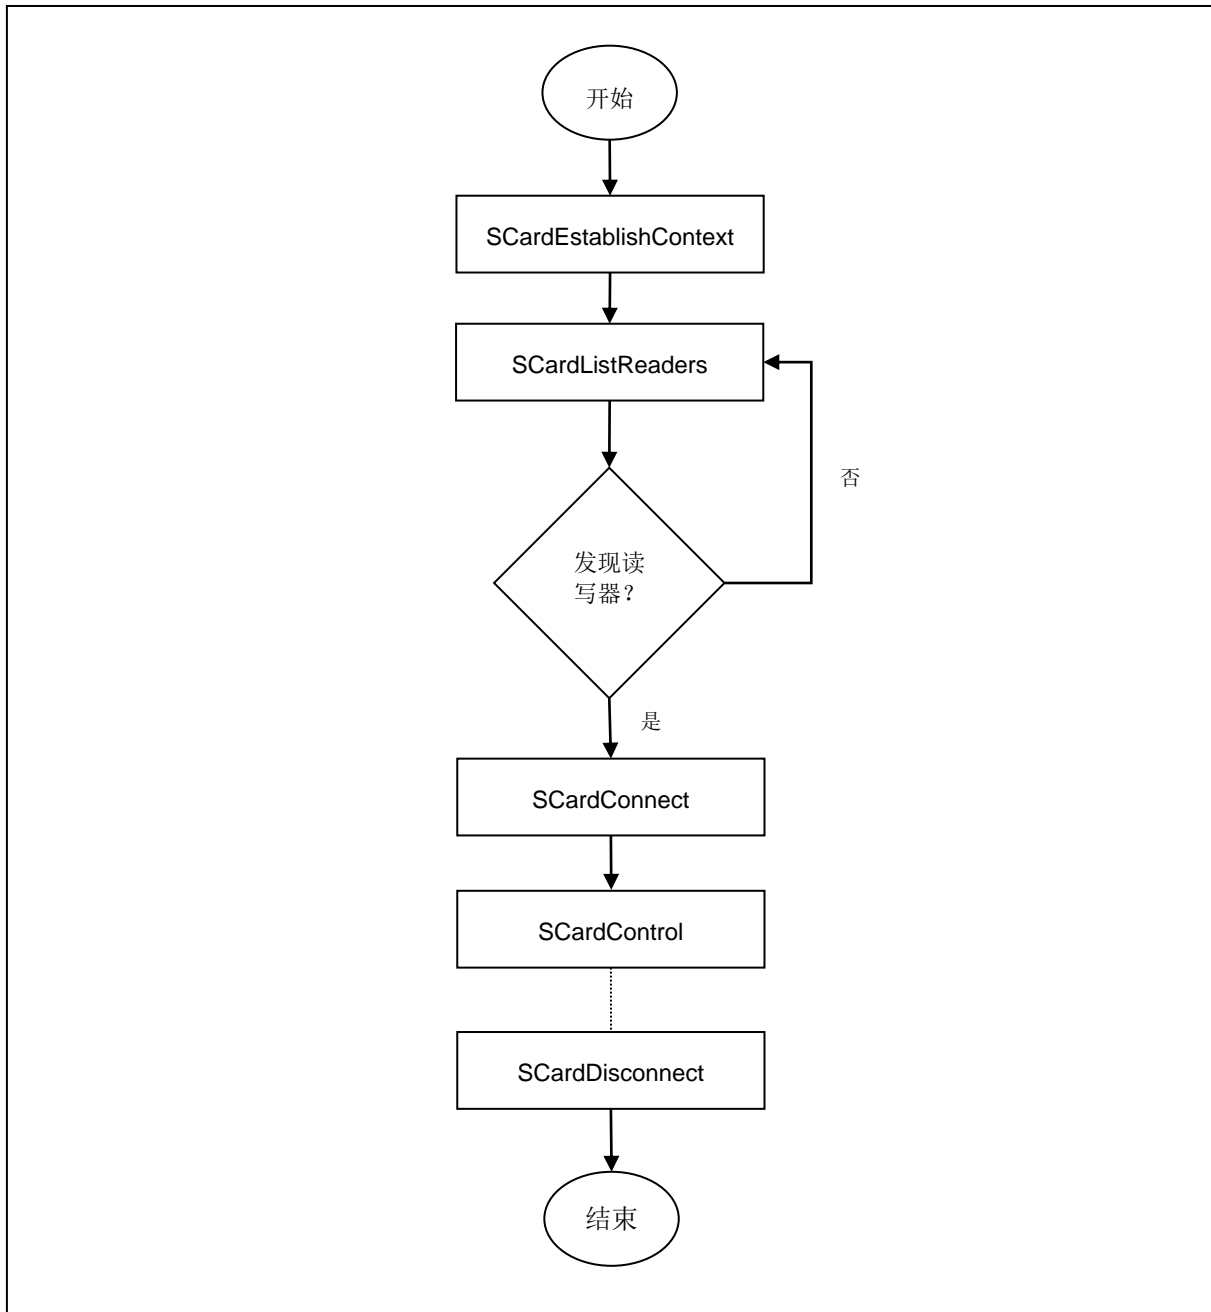 开始
SCardEstablishContext
SCardListReaders
否
发现读
写器？
是
SCardConnect
SCardControl
SCardDisconnect
结束